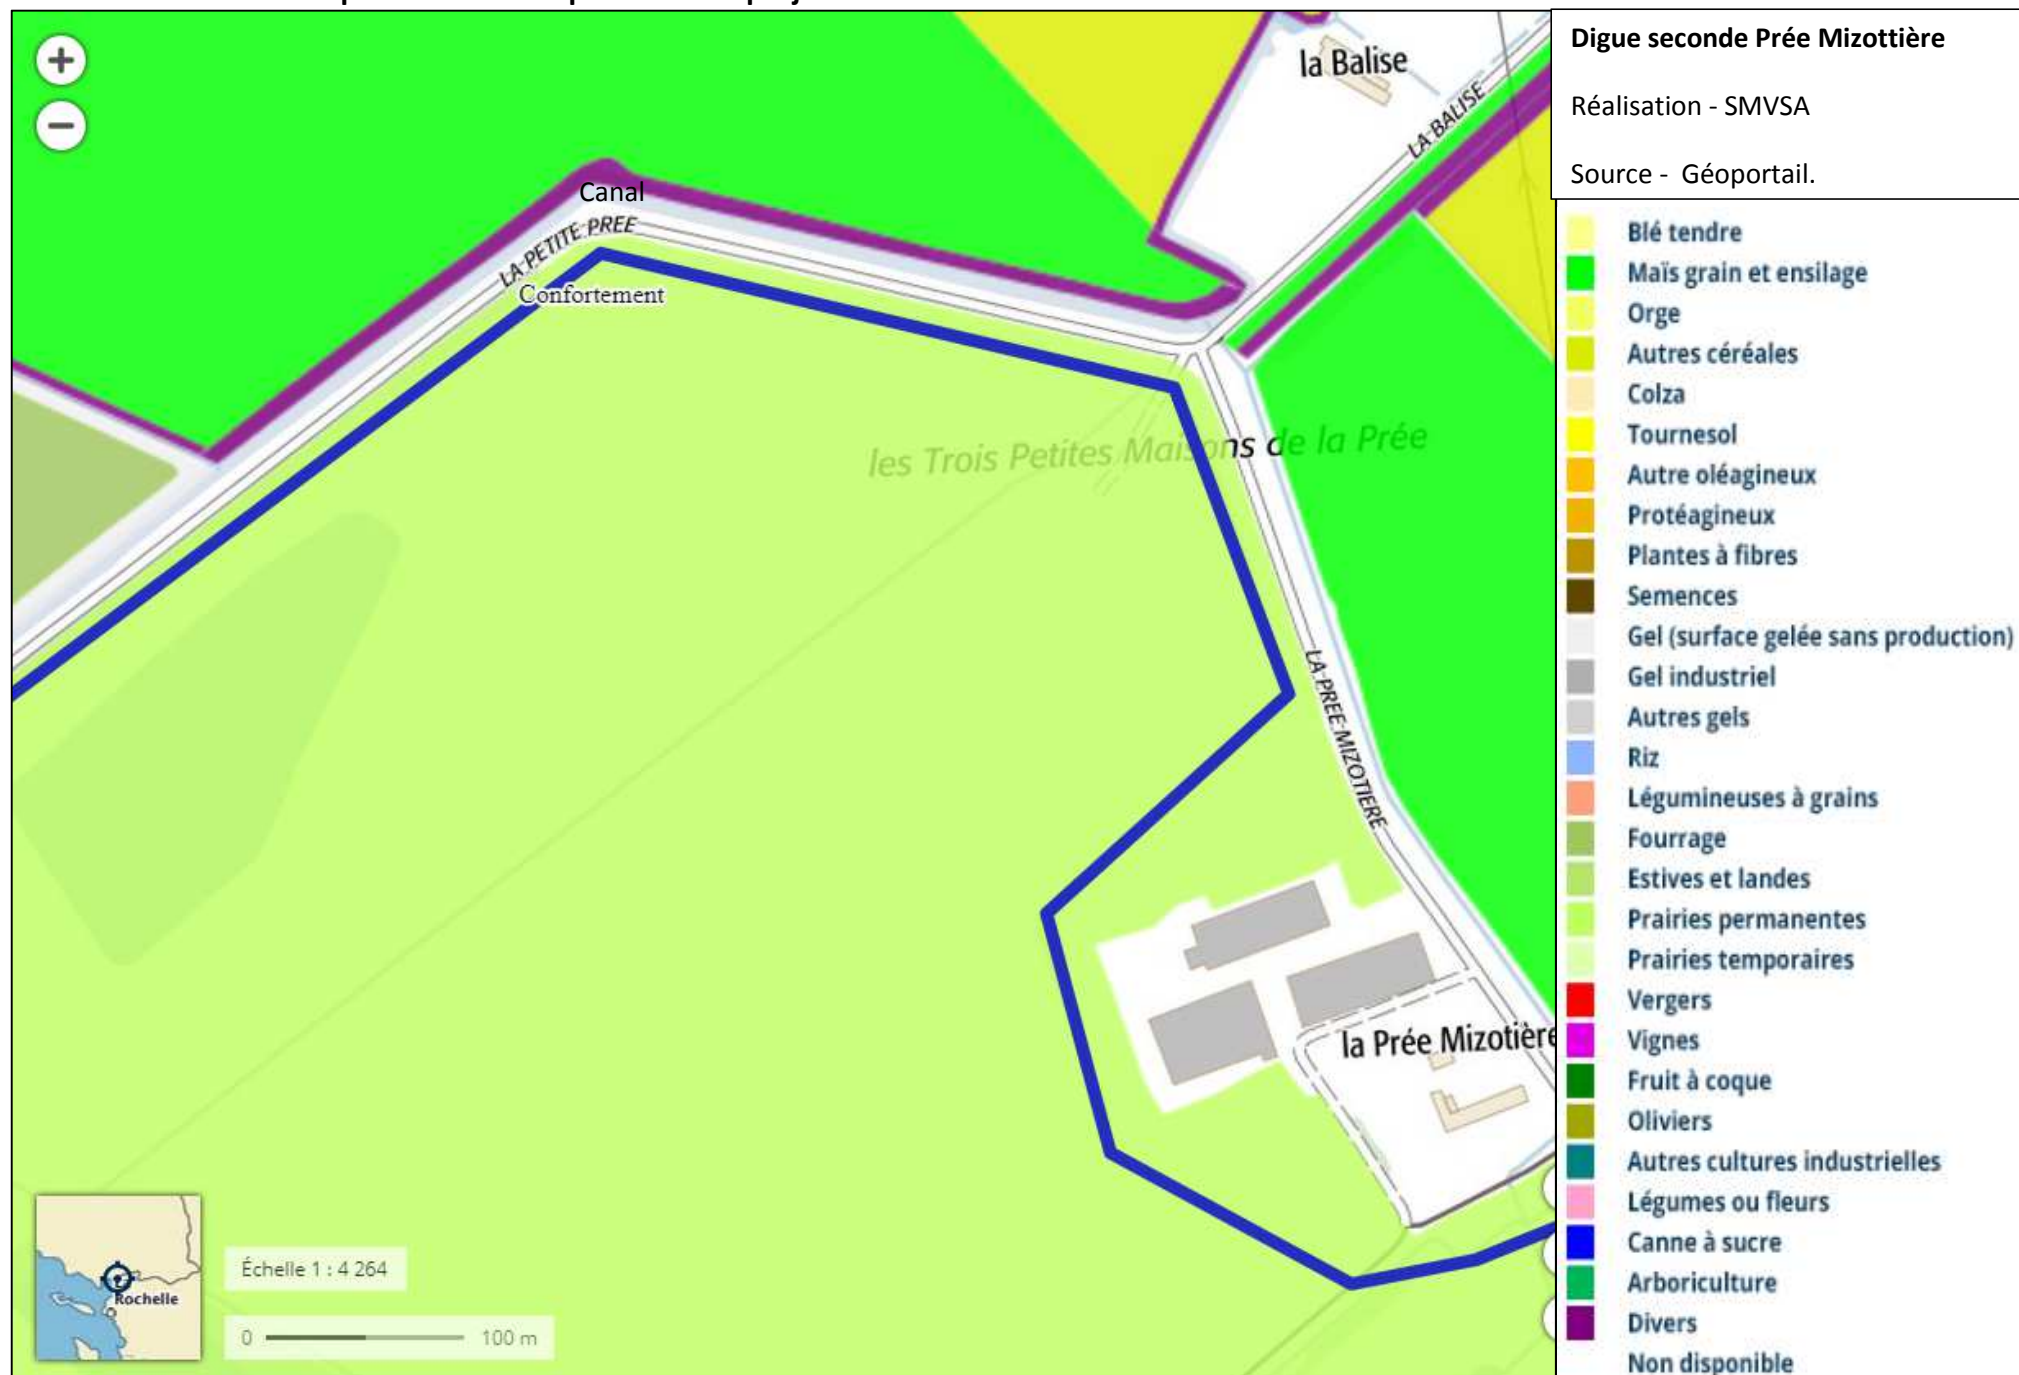 la Balise
LA BALISE
Canal
LA PETITE PREE
Confortement
les Trois Petites Maisons de la Prée
LA PREE MIZOTIERE
la Prée Mizotière
Rochelle
Échelle 1 : 4 264
0 100 m
Digue seconde Prée Mizottière
Réalisation - SMVSA
Source - Géoportail.
Blé tendre
Maïs grain et ensilage
Orge
Autres céréales
Colza
Tournesol
Autre oléagineux
Protéagineux
Plantes à fibres
Semences
Gel (surface gelée sans production)
Gel industriel
Autres gels
Riz
Légumineuses à grains
Fourrage
Estives et landes
Prairies permanentes
Prairies temporaires
Vergers
Vignes
Fruit à coque
Oliviers
Autres cultures industrielles
Légumes ou fleurs
Canne à sucre
Arboriculture
Divers
Non disponible